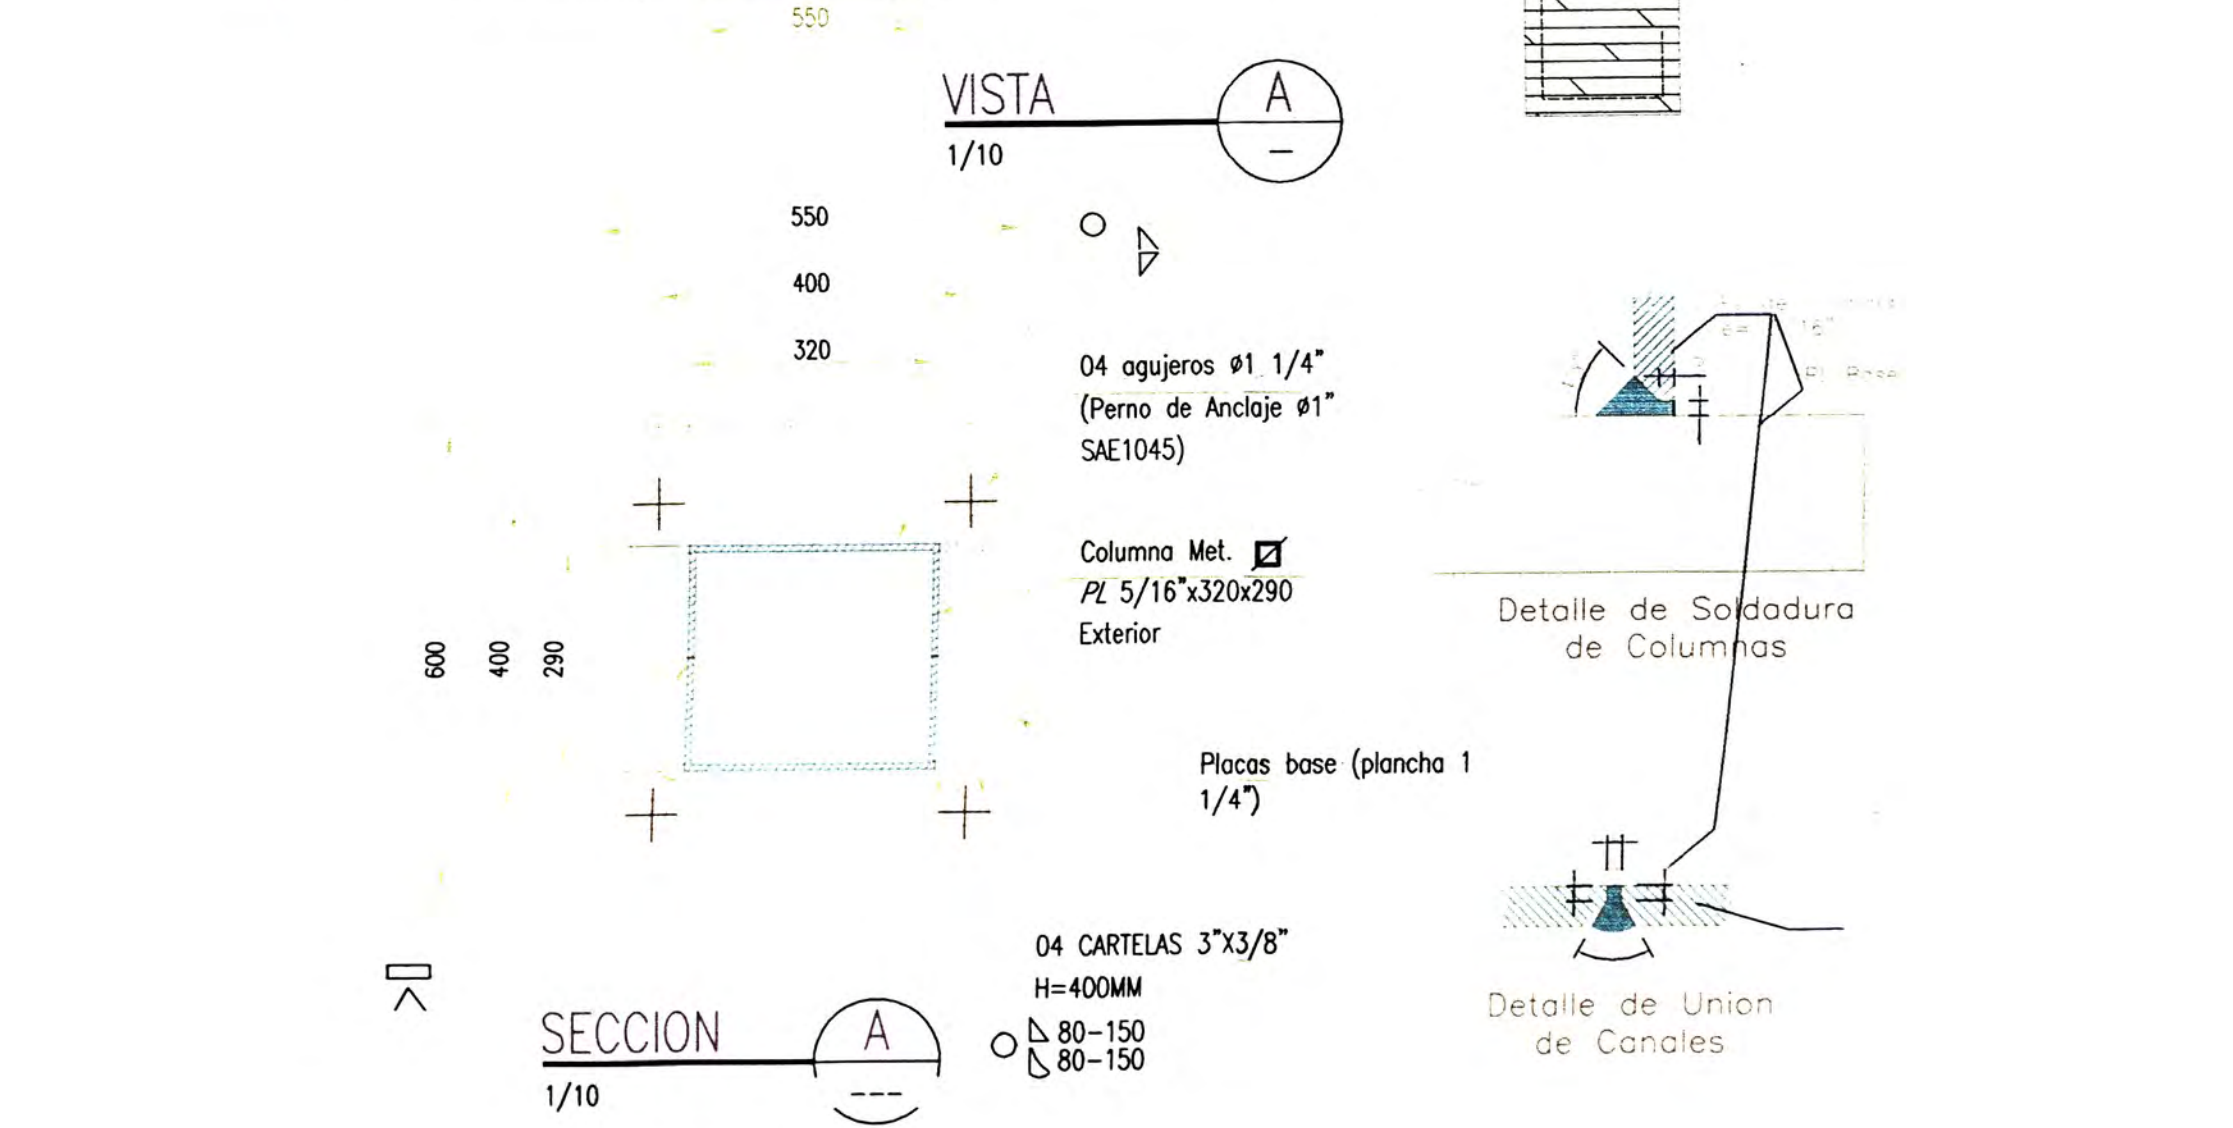 550
VISTA
A
1/10
—
550
400
320
04 agujeros ø1 1/4"
(Perno de Anclaje ø1"
SAE1045)
Columna Met.
PL 5/16"x320x290
Exterior
600
400
290
Placas base (plancha 1
1/4")
04 CARTELAS 3"X3/8"
H=400MM
80-150
80-150
SECCION
A
1/10
---
PL Base
Detalle de Soldadura
de Columnas
Detalle de Union
de Canales